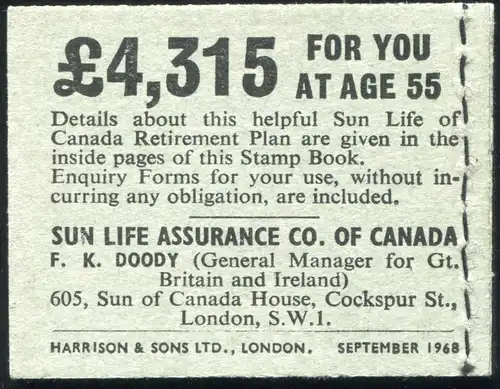 £4,315 FOR YOU
AT AGE 55
Details about this helpful Sun Life of
Canada Retirement Plan are given in the
inside pages of this Stamp Book.
Enquiry Forms for your use, without in-
curring any obligation, are included.
SUN LIFE ASSURANCE CO. OF CANADA
F. K. DOODY (General Manager for Gt.
Britain and Ireland)
605, Sun of Canada House, Cockspur St.,
London, S.W.1.
HARRISON & SONS LTD., LONDON. SEPTEMBER 1968